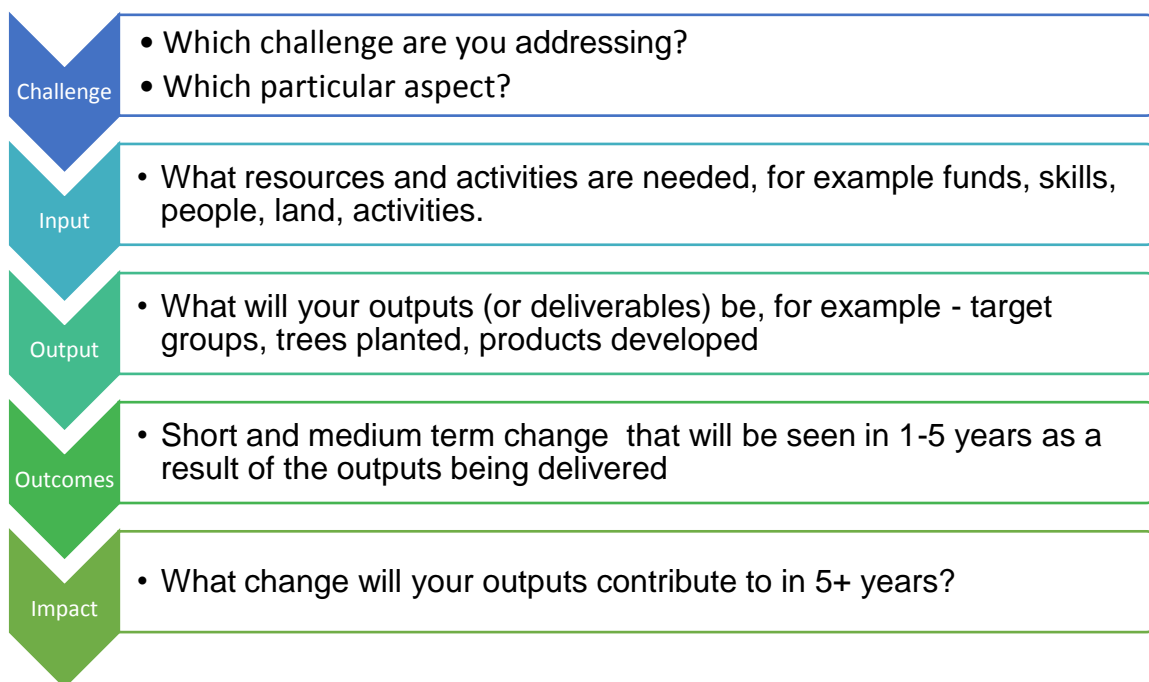 Challenge
• Which challenge are you addressing?
• Which particular aspect?
Input
• What resources and activities are needed, for example funds, skills,
people, land, activities.
Output
• What will your outputs (or deliverables) be, for example - target
groups, trees planted, products developed
Outcomes
• Short and medium term change  that will be seen in 1-5 years as a
result of the outputs being delivered
Impact
• What change will your outputs contribute to in 5+ years?